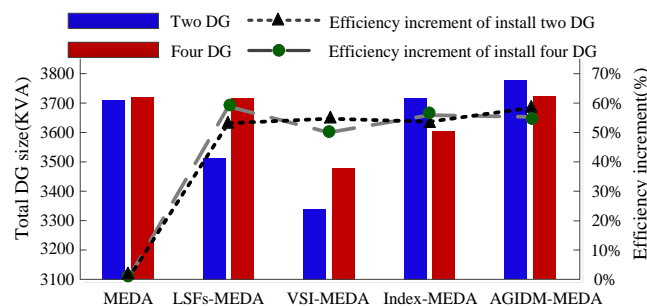 Two DG
Efficiency increment of install two DG
Four DG
Efficiency increment of install four DG
Total DG size(KVA)
3800
3700
3600
3500
3400
3300
3200
3100
70%
60%
50%
40%
30%
20%
10%
0%
Efficiency increment(%)
MEDA
LSFs-MEDA
VSI-MEDA
Index-MEDA
AGIDM-MEDA